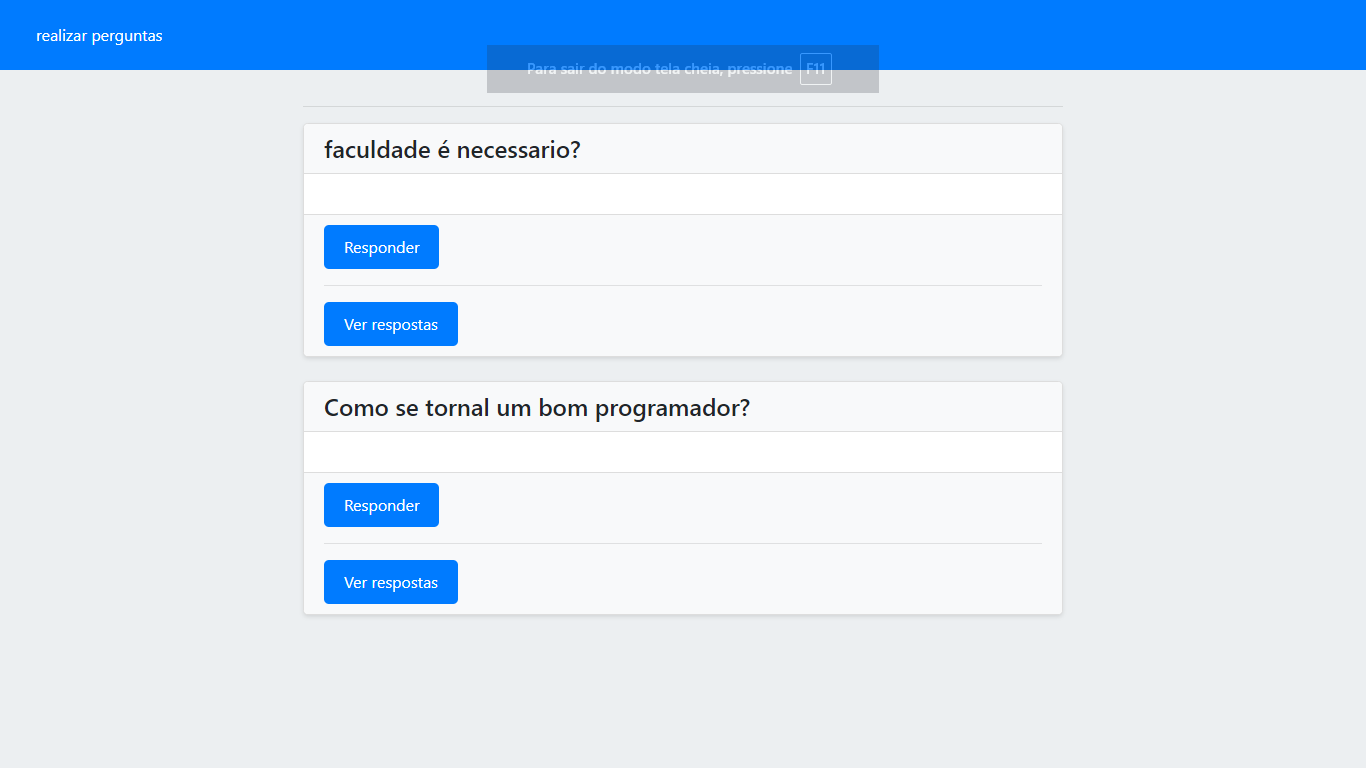 realizar perguntas
Para sair do modo tela cheia, pressione F11
faculdade é necessario?
Responder
Ver respostas
Como se tornal um bom programador?
Responder
Ver respostas